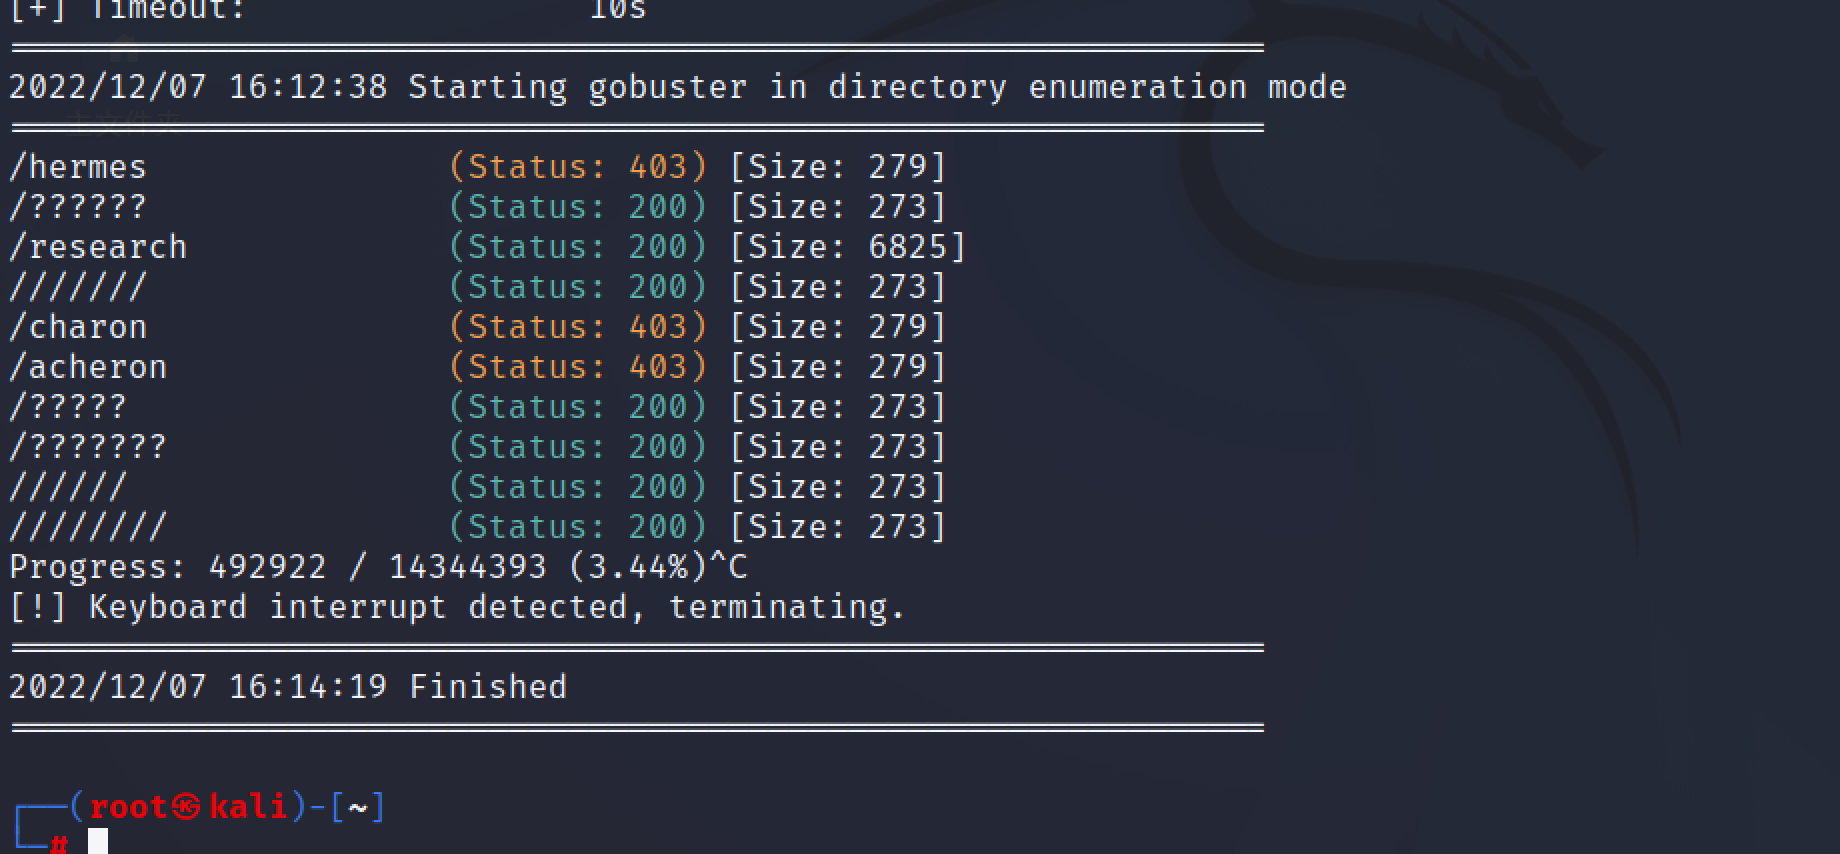 [+] Timeout:                 10s
2022/12/07 16:12:38 Starting gobuster in directory enumeration mode
主文件夹
/hermes               (Status: 403) [Size: 279]
/??????               (Status: 200) [Size: 273]
/research             (Status: 200) [Size: 6825]
///////               (Status: 200) [Size: 273]
/charon               (Status: 403) [Size: 279]
/acheron              (Status: 403) [Size: 279]
/?????                (Status: 200) [Size: 273]
/???????              (Status: 200) [Size: 273]
//////                (Status: 200) [Size: 273]
////////              (Status: 200) [Size: 273]
Progress: 492922 / 14344393 (3.44%)^C
[!] Keyboard interrupt detected, terminating.
2022/12/07 16:14:19 Finished
┌──(root㉿kali)-[~]
└─#